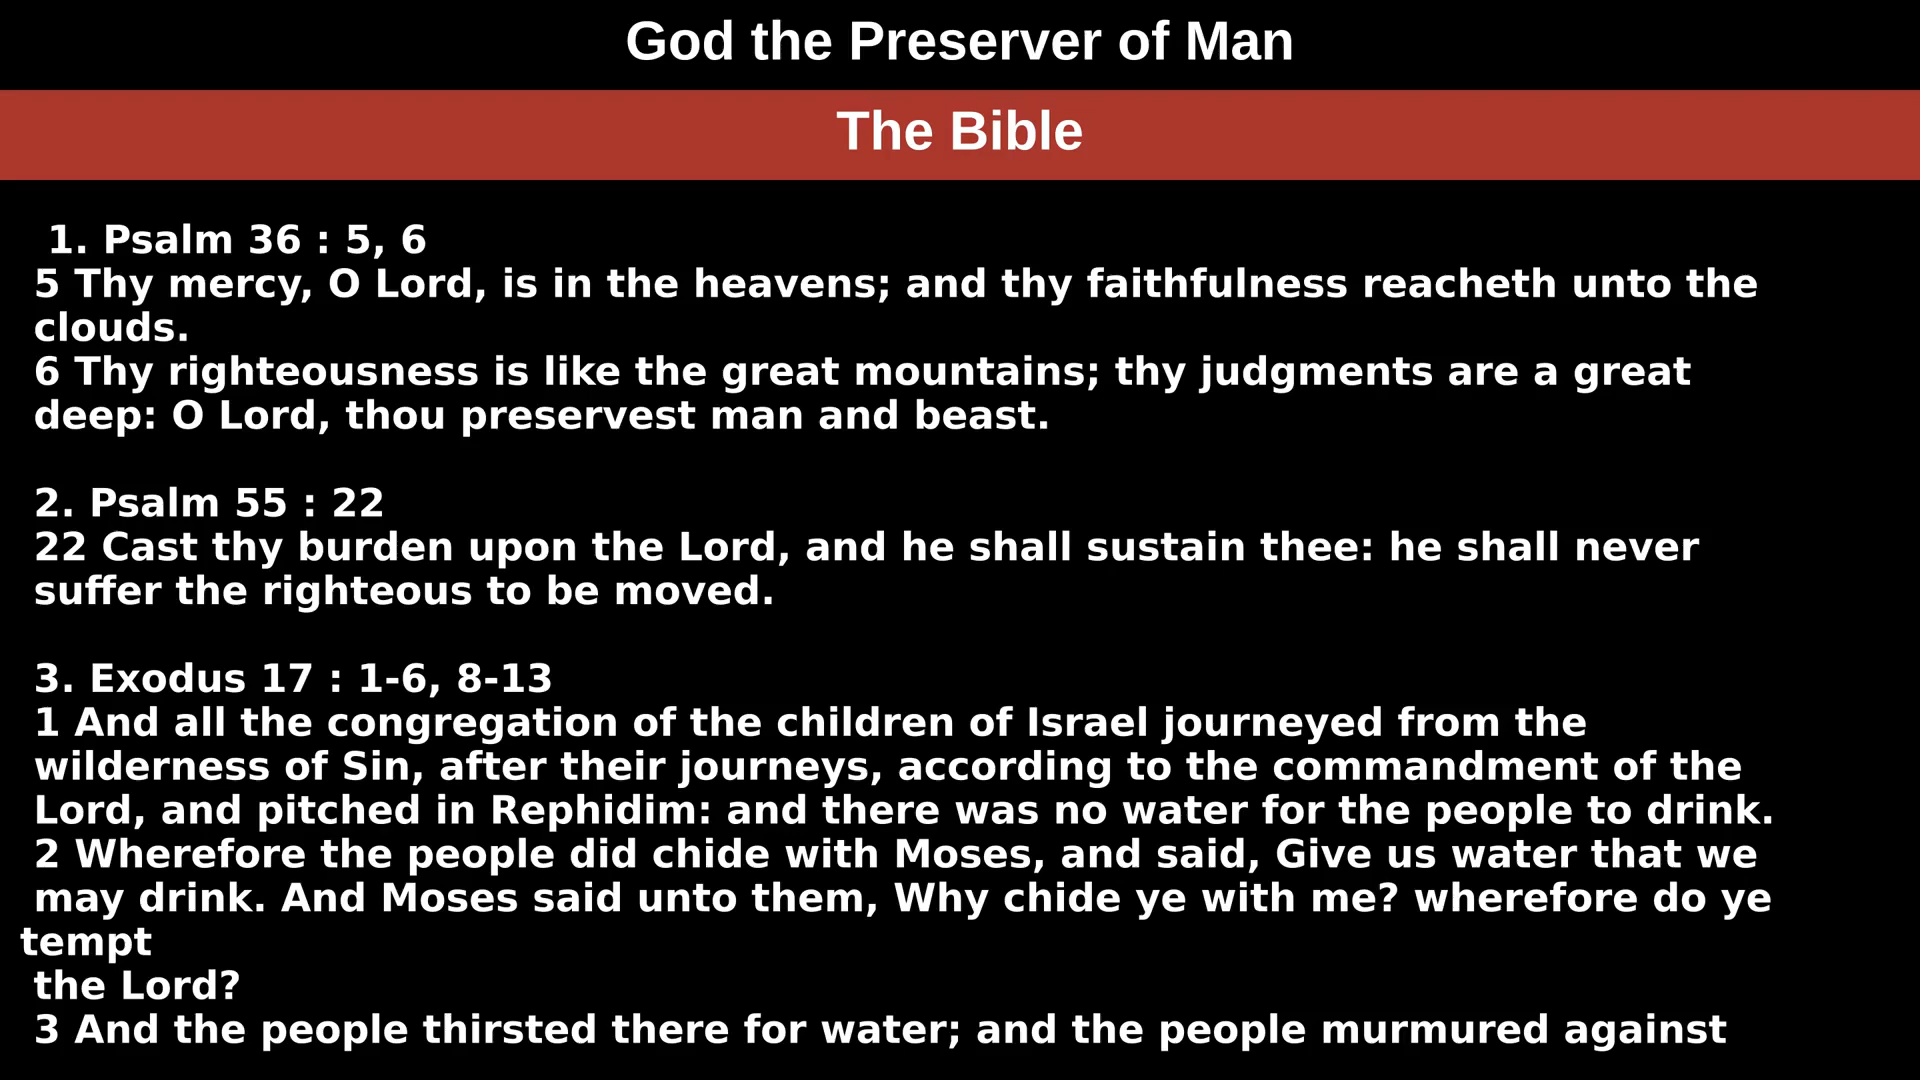 God the Preserver of Man
The Bible
1. Psalm 36 : 5, 6
5 Thy mercy, O Lord, is in the heavens; and thy faithfulness reacheth unto the
clouds.
6 Thy righteousness is like the great mountains; thy judgments are a great
deep: O Lord, thou preservest man and beast.
2. Psalm 55 : 22
22 Cast thy burden upon the Lord, and he shall sustain thee: he shall never
suffer the righteous to be moved.
3. Exodus 17 : 1-6, 8-13
1 And all the congregation of the children of Israel journeyed from the
wilderness of Sin, after their journeys, according to the commandment of the
Lord, and pitched in Rephidim: and there was no water for the people to drink.
2 Wherefore the people did chide with Moses, and said, Give us water that we
may drink. And Moses said unto them, Why chide ye with me? wherefore do ye
tempt
the Lord?
3 And the people thirsted there for water; and the people murmured against